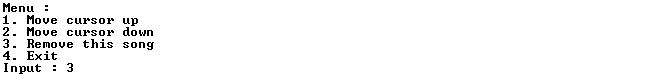 Menu :
1. Move cursor up
2. Move cursor down
3. Remove this song
4. Exit
Input : 3